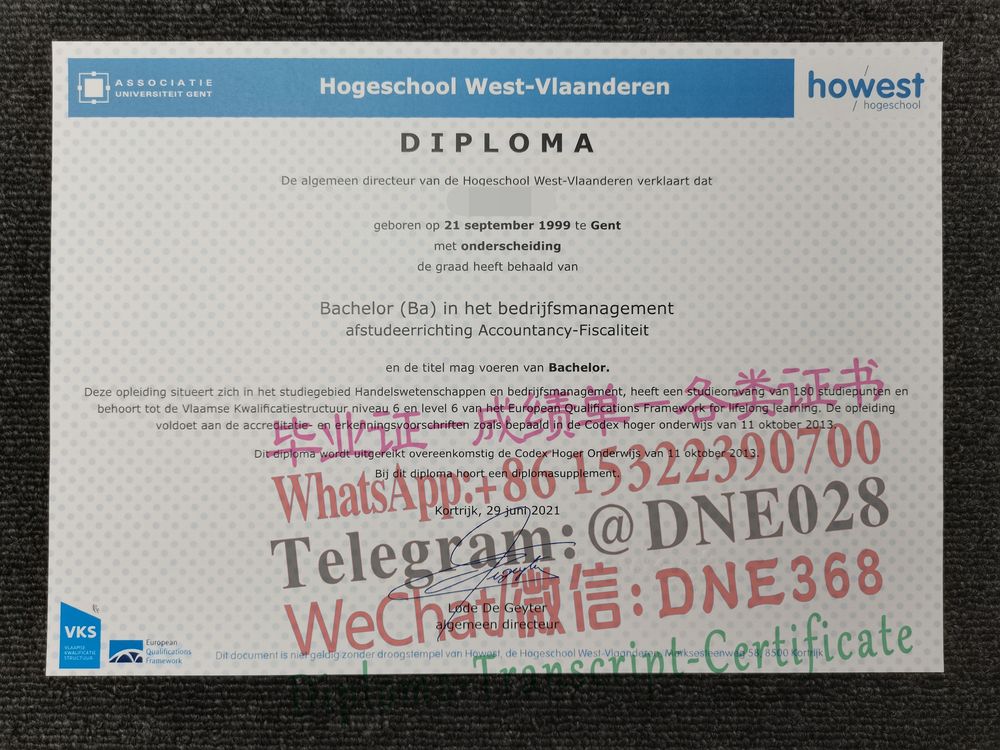 ASSOCIATIE
UNIVERSITEIT GENT
Hogeschool West-Vlaanderen
howest
/ hogeschool
DIPLOMA
De algemeen directeur van de Hogeschool West-Vlaanderen verklaart dat
geboren op 21 september 1999 te Gent
met onderscheiding
de graad heeft behaald van
Bachelor (Ba) in het bedrijfsmanagement
afstudeerrichting Accountancy-Fiscaliteit
en de titel mag voeren van Bachelor.
Deze opleiding situeert zich in het studiegebied Handelswetenschappen en bedrijfsmanagement, heeft een studieomvang van 180 studiepunten en
behoort tot de Vlaamse Kwalificatiestructuur niveau 6 en level 6 van het European Qualifications Framework for lifelong learning. De opleiding
voldoet aan de accreditatie- en erkenningsvoorschriften zoals bepaald in de Codex hoger onderwijs van 11 oktober 2013.
毕业证—成绩单—各类证书
Dit diploma wordt uitgereikt overeenkomstig de Codex Hoger Onderwijs van 11 oktober 2013.
Bij dit diploma hoort een diplomasupplement.
WhatsApp:+86 15322390700
Kortrijk, 29 juni 2021
Telegram:@DNE028
WeChat/微信:DNE368
Lode De Geyter
algemeen directeur
VKS
VLAAMSE
KWALIFICATIE
STRUCTUUR
European
Qualifications
Framework
Dit document is niet geldig zonder droogstempel van Howest, de Hogeschool West-Vlaanderen, Marksesteenweg 58, 8500 Kortrijk
Diploma-Transcript-Certificate